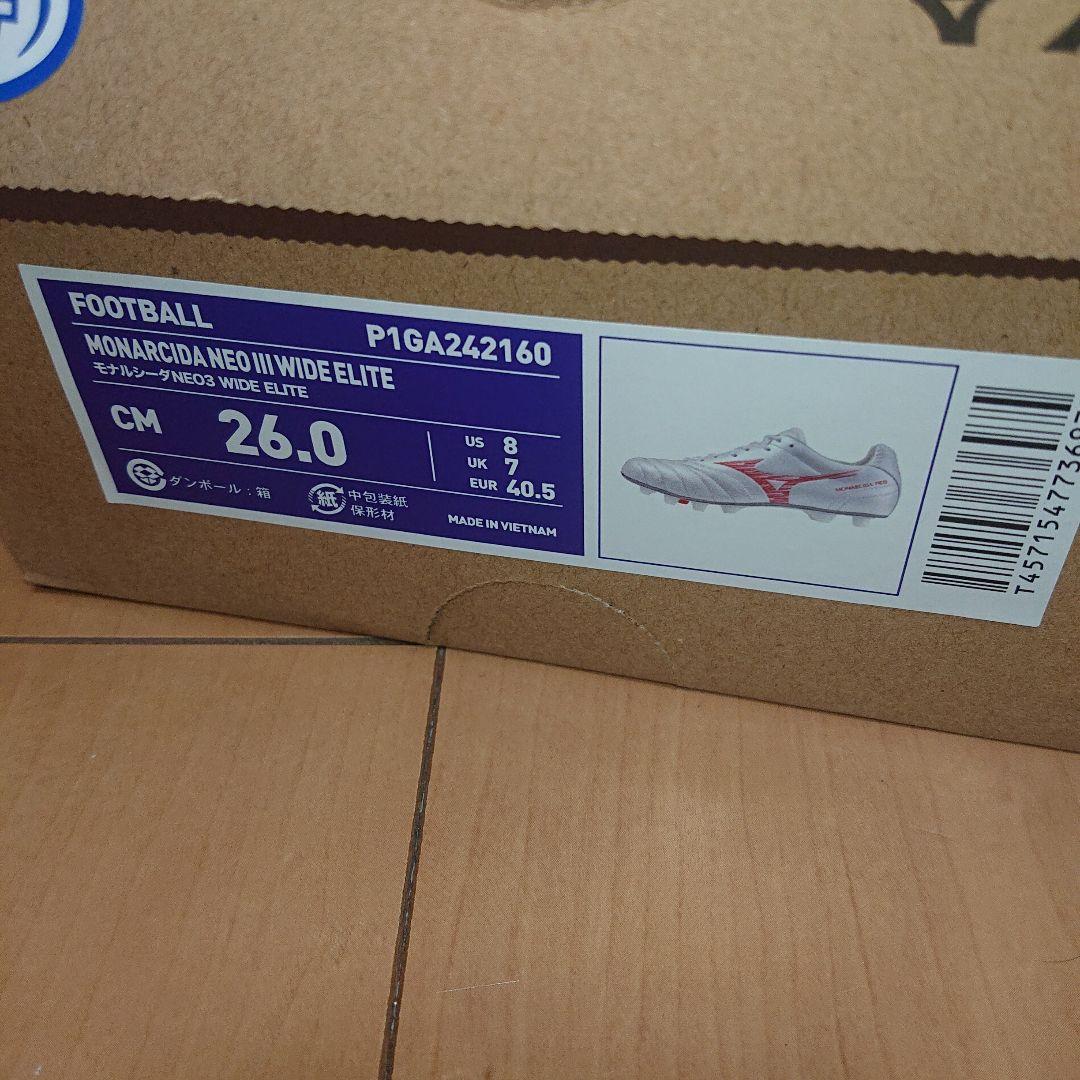 FOOTBALL
P1GA242160
MONARCIDA NEO III WIDE ELITE
モナルシーダNEO3 WIDE ELITE
CM 26.0
US 8
UK 7
EUR 40.5
ダンボール：箱
紙 中包装紙
保形材
MADE IN VIETNAM
MONARCIDA NEO